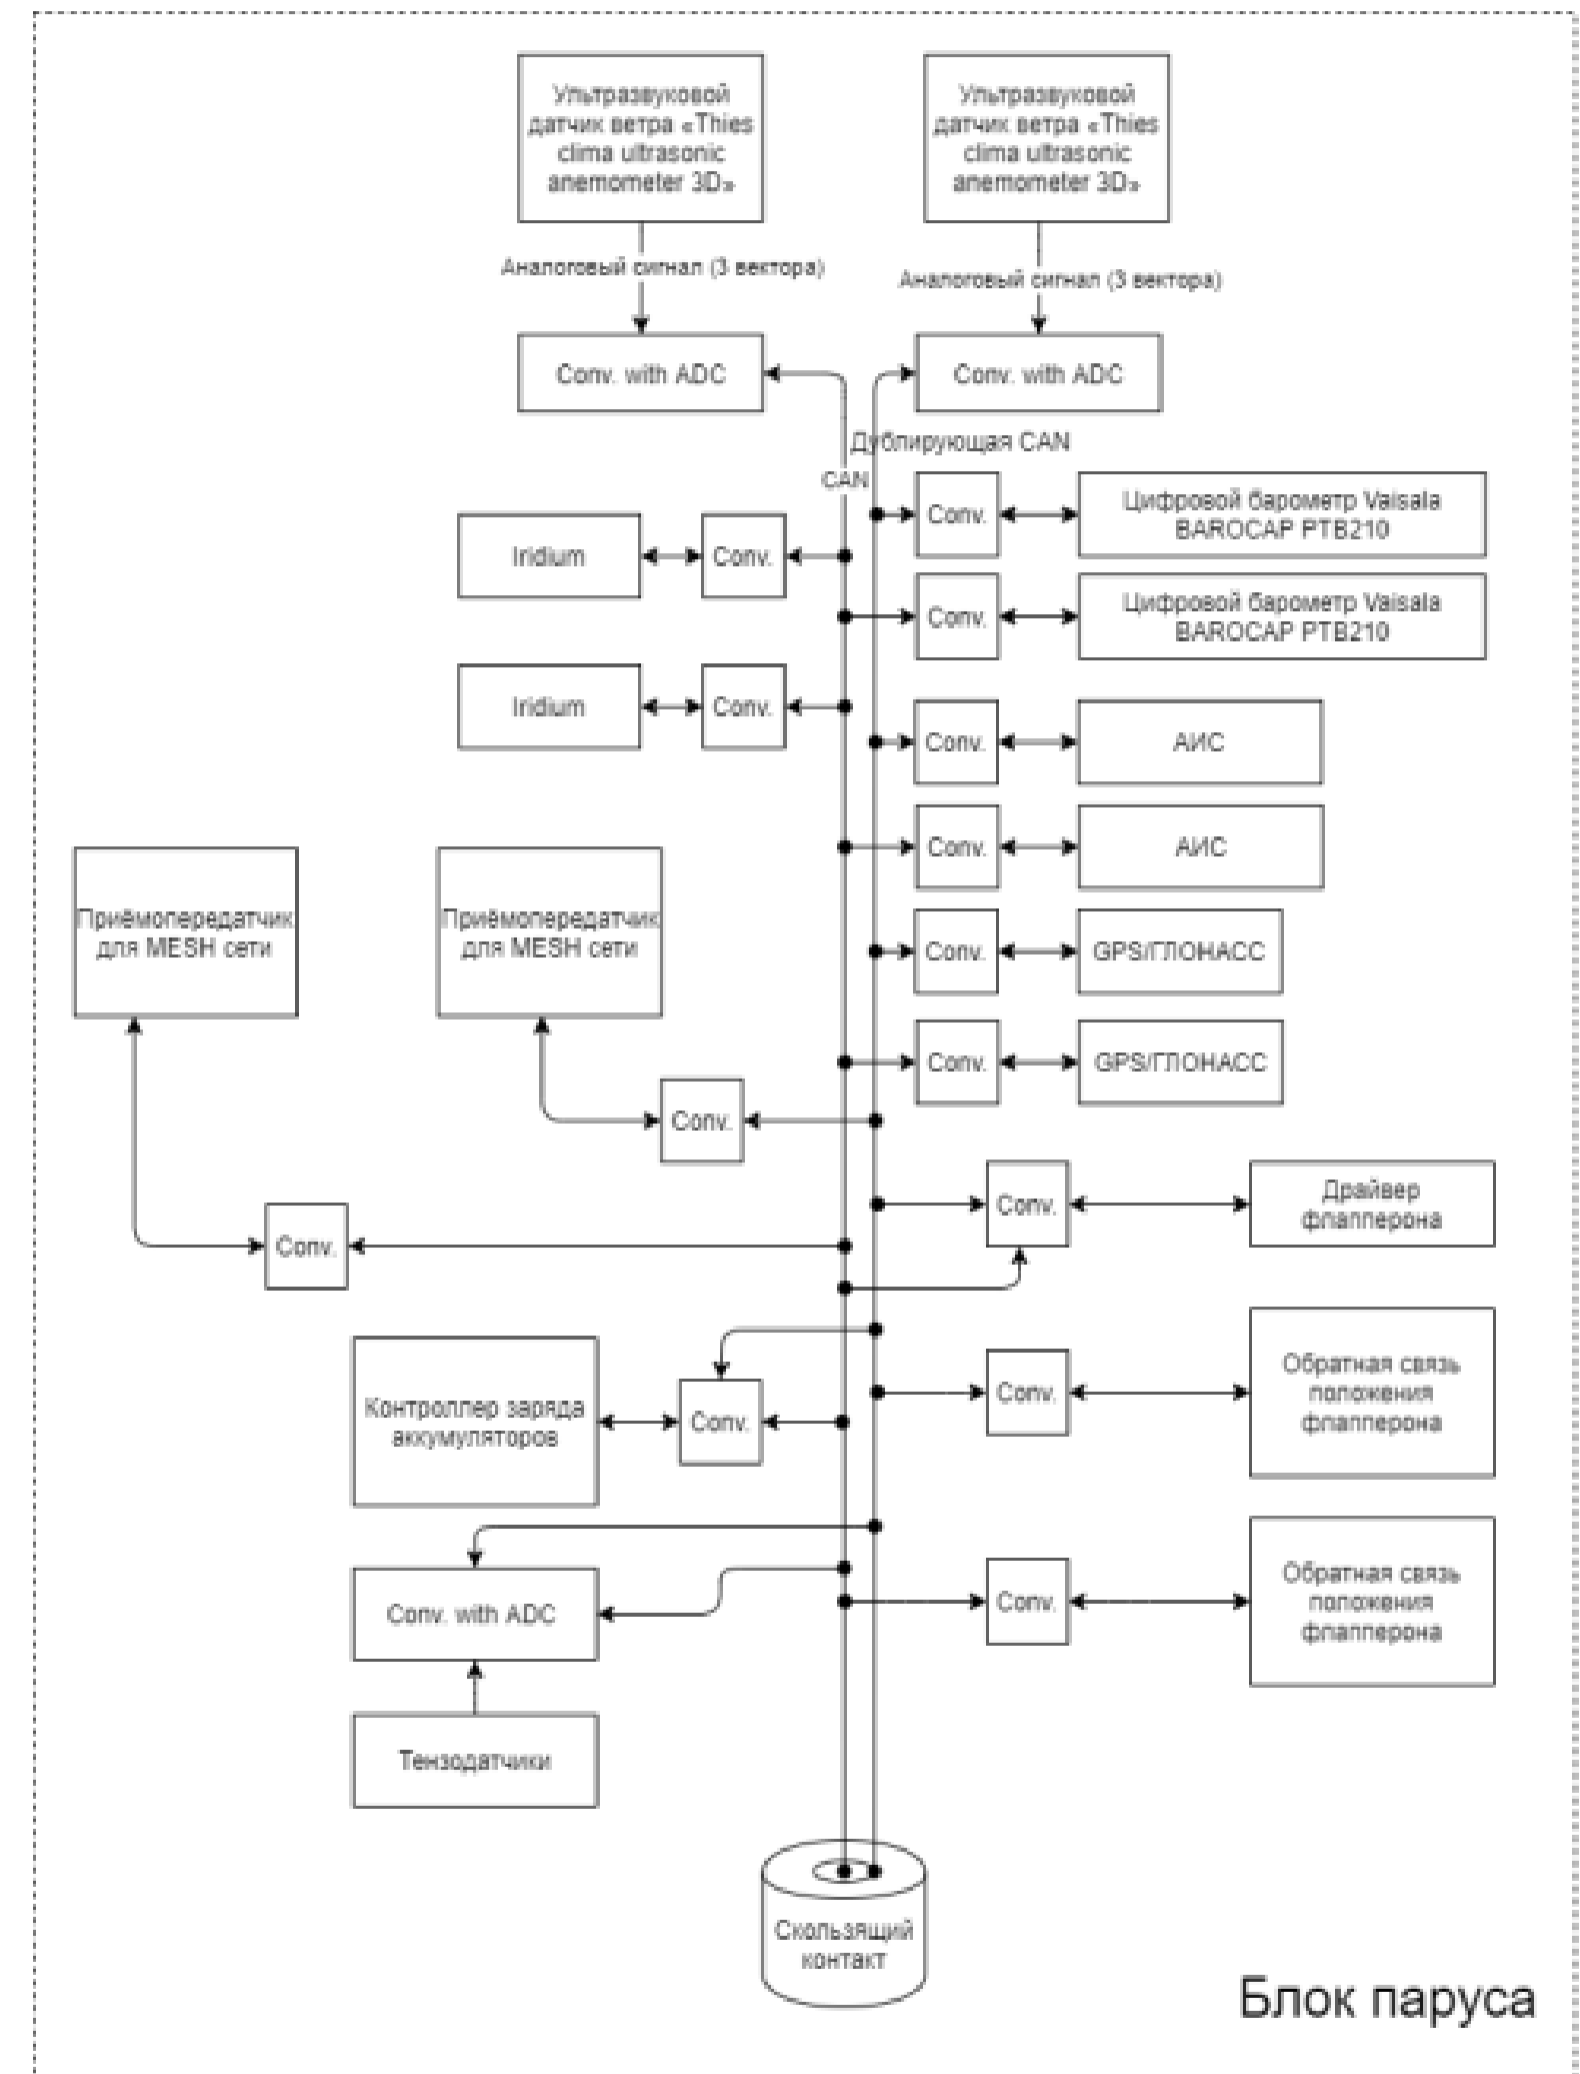 Ультразвуковой
датчик ветра «Thies
clima ultrasonic
anemometer 3D»
Ультразвуковой
датчик ветра «Thies
clima ultrasonic
anemometer 3D»
Аналоговый сигнал (3 вектора)
Аналоговый сигнал (3 вектора)
Conv. with ADC
Conv. with ADC
Дублирующая CAN
CAN
Conv.
Цифровой барометр Vaisala
BAROCAP PTB210
Iridium
Conv.
Conv.
Цифровой барометр Vaisala
BAROCAP PTB210
Iridium
Conv.
Conv.
АИС
Conv.
АИС
Приёмопередатчик
для MESH сети
Приёмопередатчик
для MESH сети
Conv.
GPS/ГЛОНАСС
Conv.
GPS/ГЛОНАСС
Conv.
Conv.
Драйвер
флапперона
Conv.
Контроллер заряда
аккумуляторов
Conv.
Conv.
Обратная связь
положения
флапперона
Conv. with ADC
Conv.
Обратная связь
положения
флапперона
Тензодатчики
Скользящий
контакт
Блок паруса